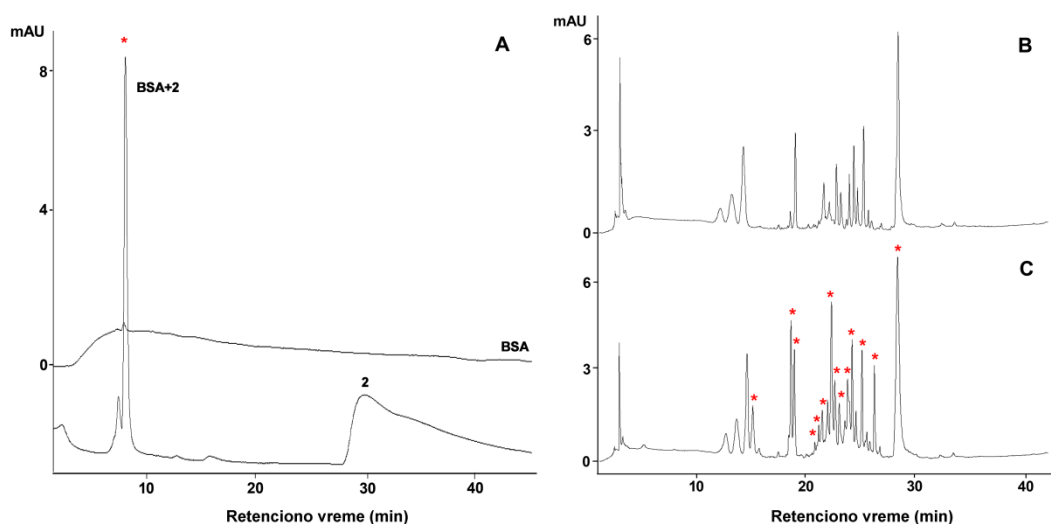 mAU
A
*
BSA+2
8
4
0
BSA
2
10
20
30
40
Retenciono vreme (min)
mAU
B
6
3
0
C
6
3
0
* * * * * * * * * * * * * *
10
20
30
40
Retenciono vreme (min)